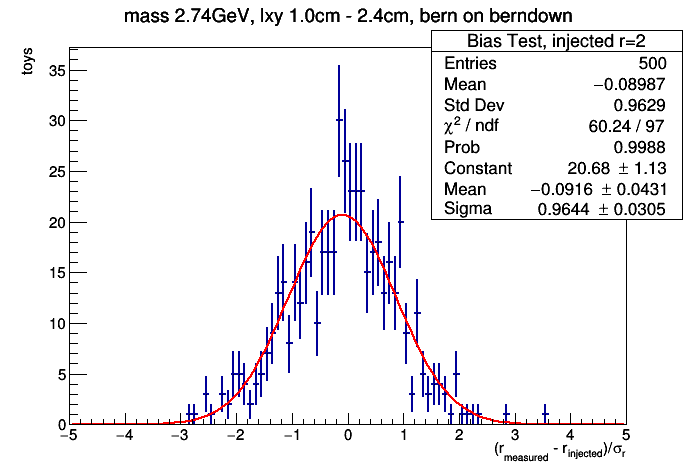 mass 2.74GeV, lxy 1.0cm - 2.4cm, bern on berndown
Bias Test, injected r=2
Entries 500
Mean −0.08987
Std Dev 0.9629
χ² / ndf 60.24 / 97
Prob 0.9988
Constant 20.68 ± 1.13
Mean −0.0916 ± 0.0431
Sigma 0.9644 ± 0.0305
toys
35
30
25
20
15
10
5
0
−5 −4 −3 −2 −1 0 1 2 3 4 5
(r_measured - r_injected)/σ_r